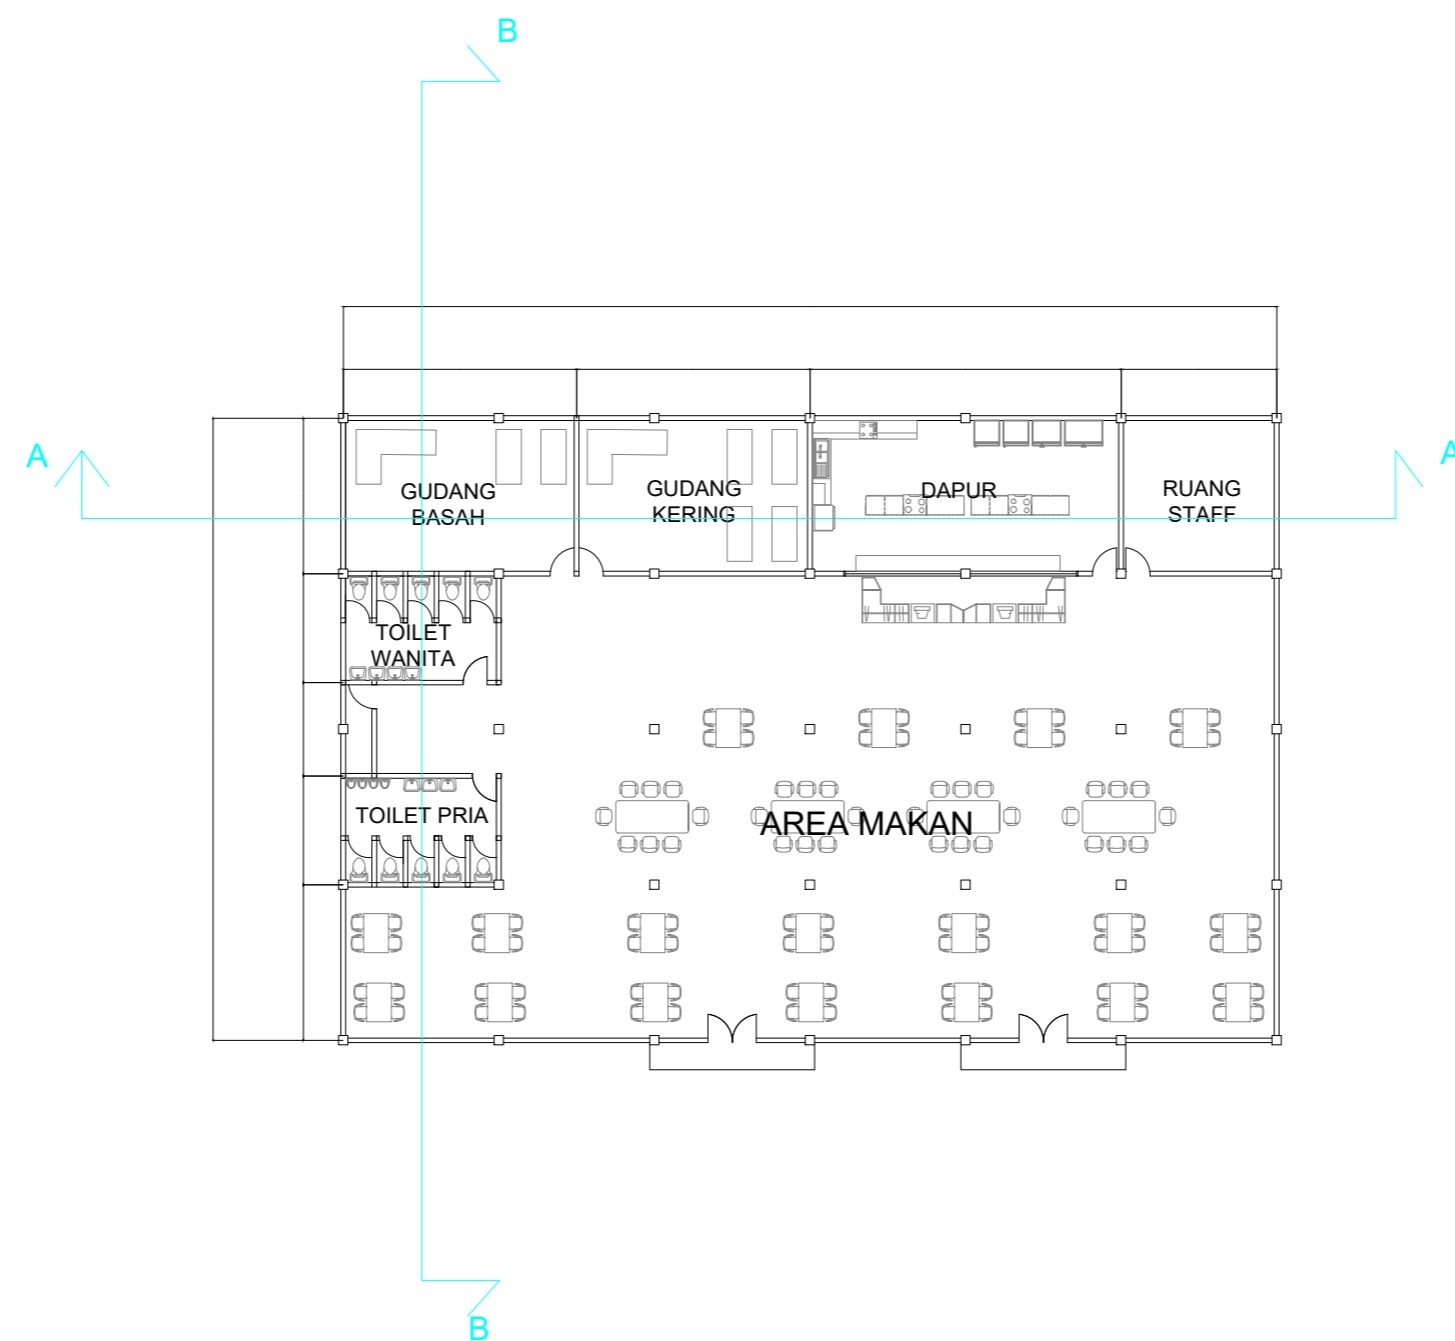 B
A
A
GUDANG
BASAH
GUDANG
KERING
DAPUR
RUANG
STAFF
TOILET
WANITA
TOILET PRIA
AREA MAKAN
B